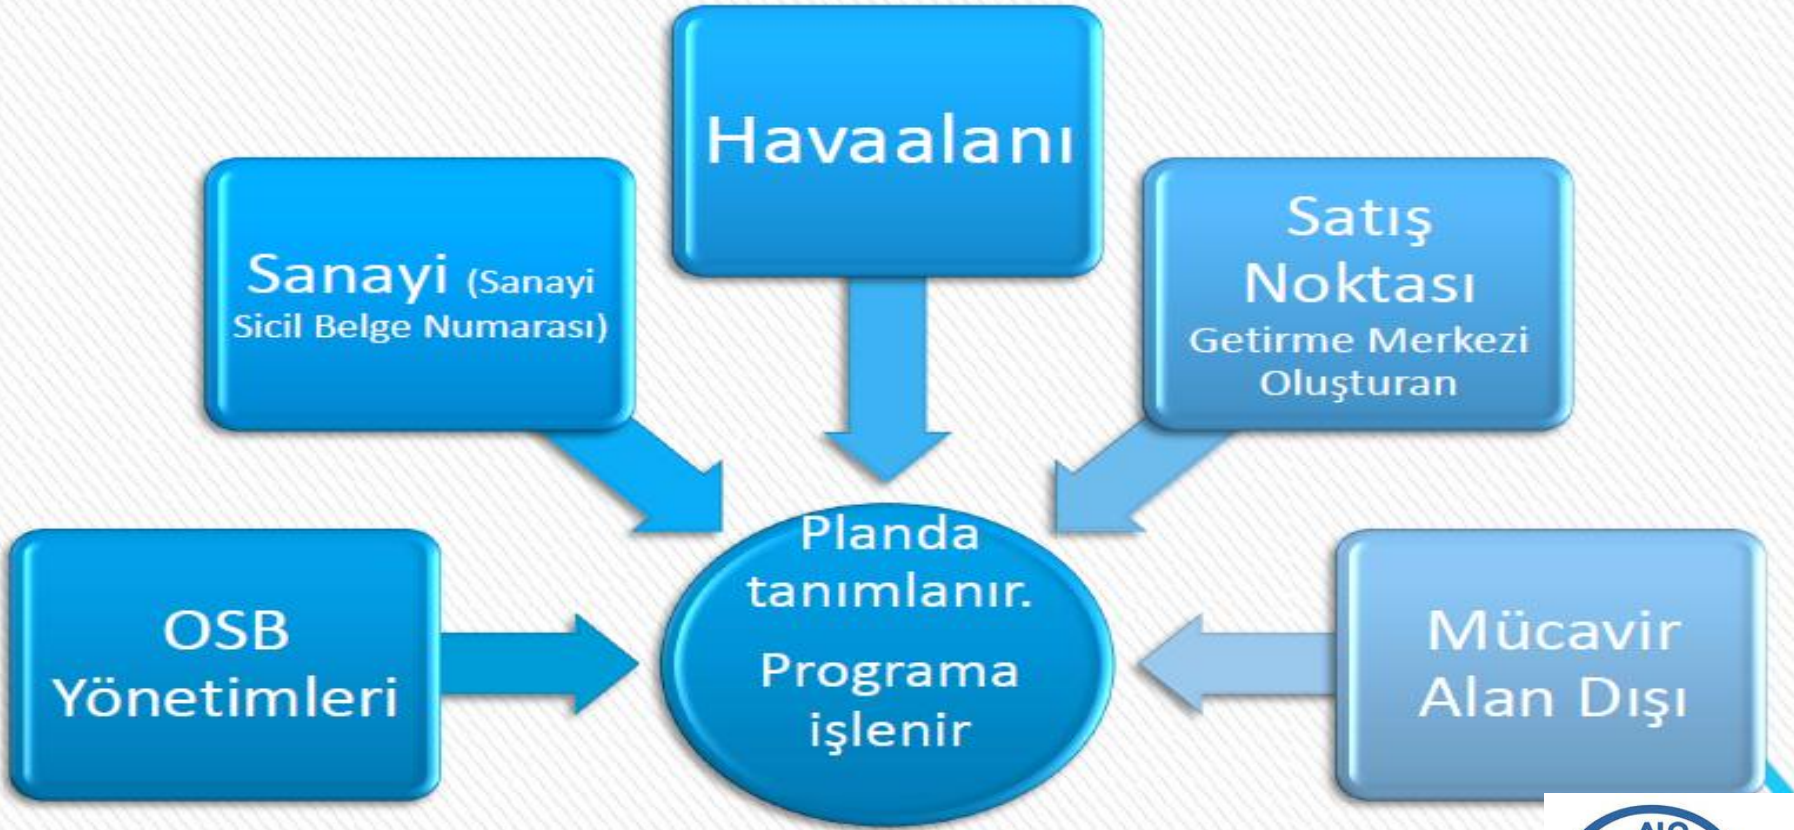 Havaalanı
Sanayi (Sanayi
Sicil Belge Numarası)
Satış
Noktası
Getirme Merkezi
Oluşturan
OSB
Yönetimleri
Planda
tanımlanır.
Programa
işlenir
Mücavir
Alan Dışı